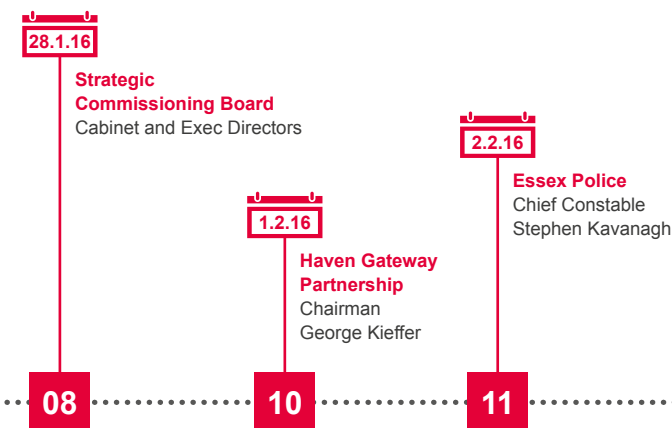 28.1.16
Strategic
Commissioning Board
Cabinet and Exec Directors
2.2.16
Essex Police
Chief Constable
Stephen Kavanagh
1.2.16
Haven Gateway
Partnership
Chairman
George Kieffer
08
10
11